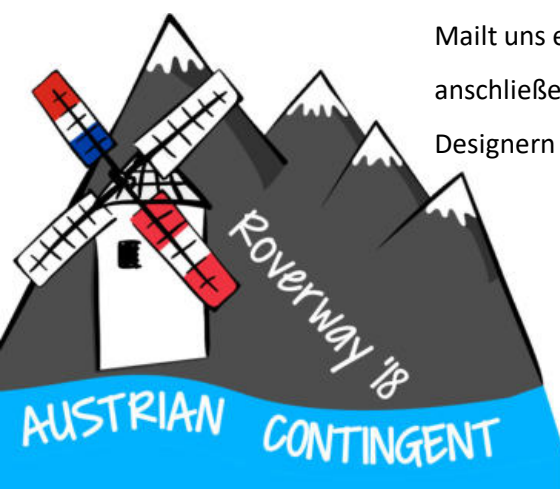 Mailt uns
anschließe
Designern
Roverway '18
AUSTRIAN CONTINGENT